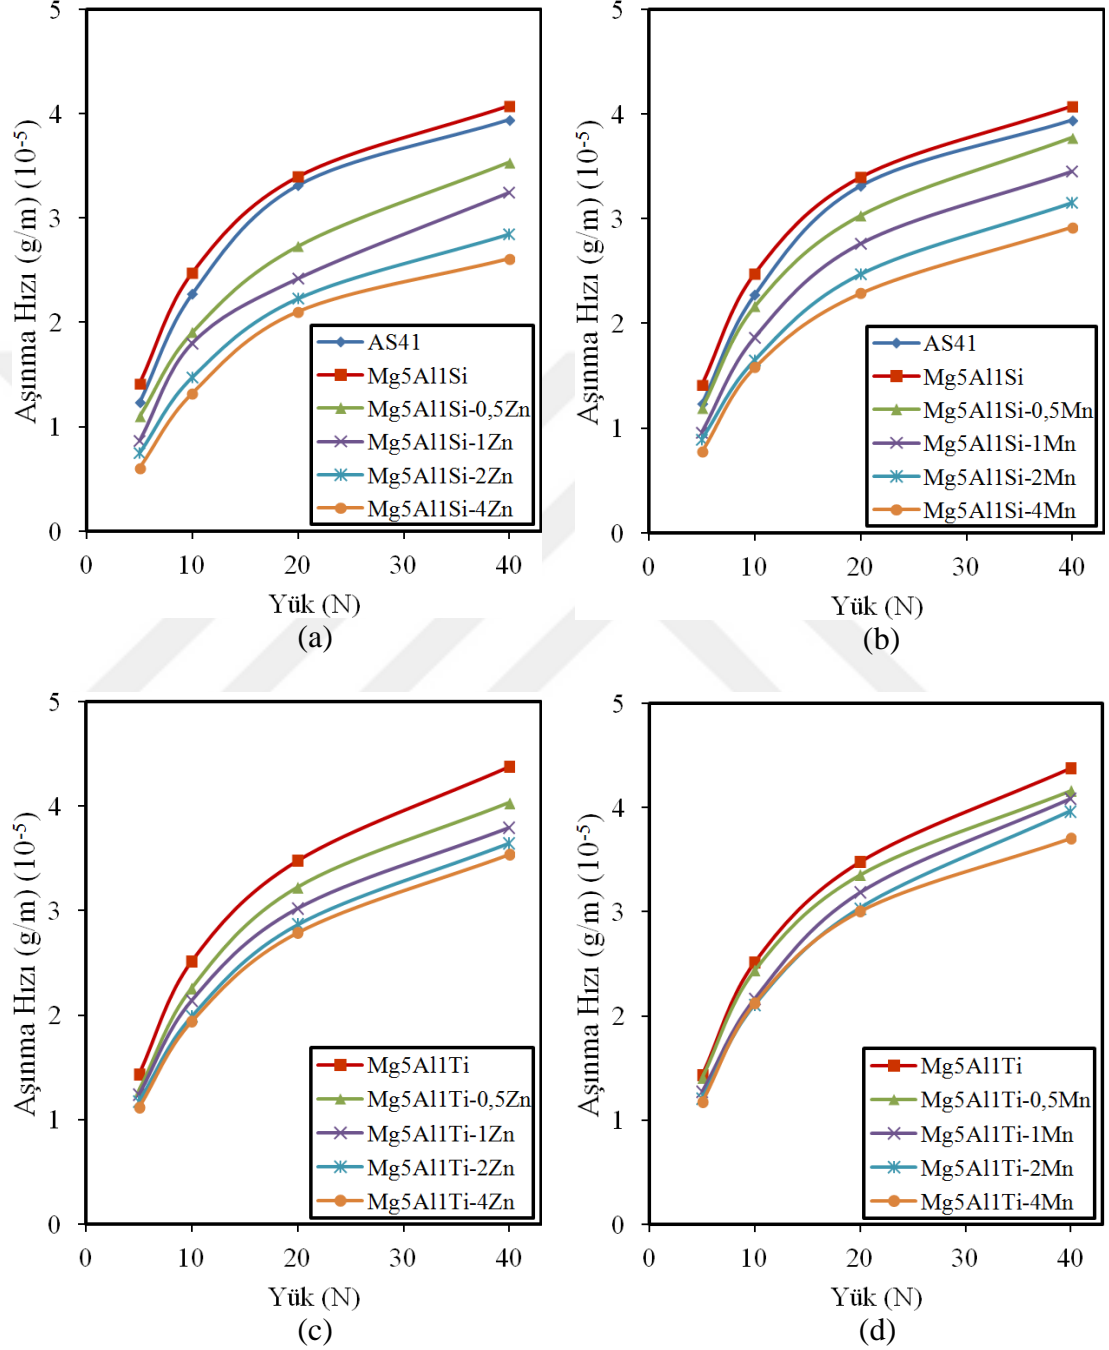 5
4
3
2
1
0
Aşınma Hızı (g/m) (10⁻⁵)
AS41
Mg5Al1Si
Mg5Al1Si-0,5Zn
Mg5Al1Si-1Zn
Mg5Al1Si-2Zn
Mg5Al1Si-4Zn
0 10 20 30 40
Yük (N)
(a)
5
4
3
2
1
0
Aşınma Hızı (g/m) (10⁻⁵)
AS41
Mg5Al1Si
Mg5Al1Si-0,5Mn
Mg5Al1Si-1Mn
Mg5Al1Si-2Mn
Mg5Al1Si-4Mn
0 10 20 30 40
Yük (N)
(b)
5
4
3
2
1
0
Aşınma Hızı (g/m) (10⁻⁵)
Mg5Al1Ti
Mg5Al1Ti-0,5Zn
Mg5Al1Ti-1Zn
Mg5Al1Ti-2Zn
Mg5Al1Ti-4Zn
0 10 20 30 40
Yük (N)
(c)
5
4
3
2
1
0
Aşınma Hızı (g/m) (10⁻⁵)
Mg5Al1Ti
Mg5Al1Ti-0,5Mn
Mg5Al1Ti-1Mn
Mg5Al1Ti-2Mn
Mg5Al1Ti-4Mn
0 10 20 30 40
Yük (N)
(d)